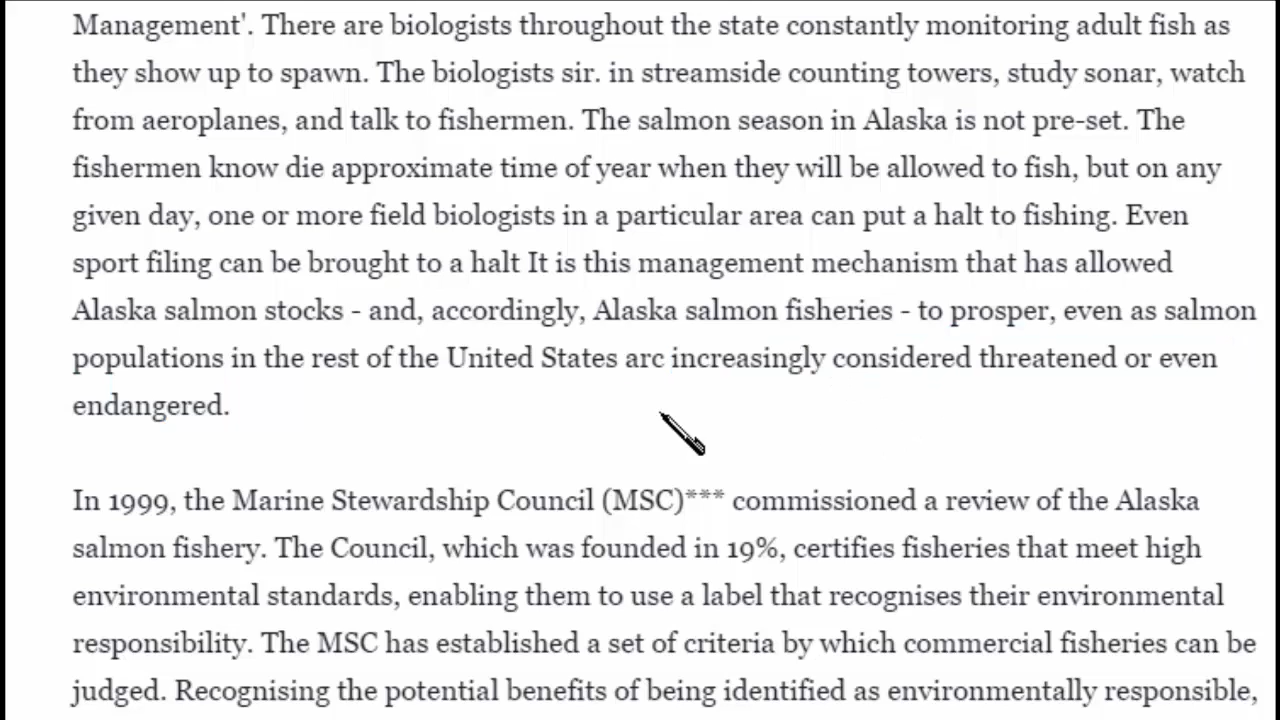 Management'. There are biologists throughout the state constantly monitoring adult fish as
they show up to spawn. The biologists sir. in streamside counting towers, study sonar, watch
from aeroplanes, and talk to fishermen. The salmon season in Alaska is not pre-set. The
fishermen know die approximate time of year when they will be allowed to fish, but on any
given day, one or more field biologists in a particular area can put a halt to fishing. Even
sport filing can be brought to a halt It is this management mechanism that has allowed
Alaska salmon stocks - and, accordingly, Alaska salmon fisheries - to prosper, even as salmon
populations in the rest of the United States arc increasingly considered threatened or even
endangered.
In 1999, the Marine Stewardship Council (MSC)*** commissioned a review of the Alaska
salmon fishery. The Council, which was founded in 19%, certifies fisheries that meet high
environmental standards, enabling them to use a label that recognises their environmental
responsibility. The MSC has established a set of criteria by which commercial fisheries can be
judged. Recognising the potential benefits of being identified as environmentally responsible,